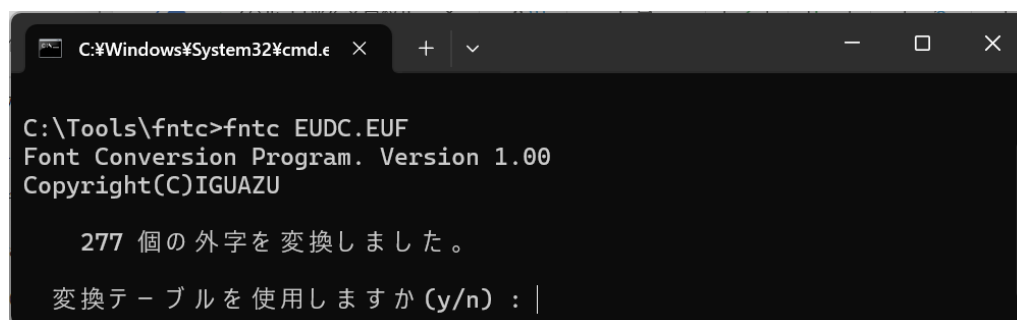 C:¥Windows¥System32¥cmd.e
C:\Tools\fntc>fntc EUDC.EUF
Font Conversion Program. Version 1.00
Copyright(C)IGUAZU
277 個の外字を変換しました。
変換テーブルを使用しますか(y/n) :